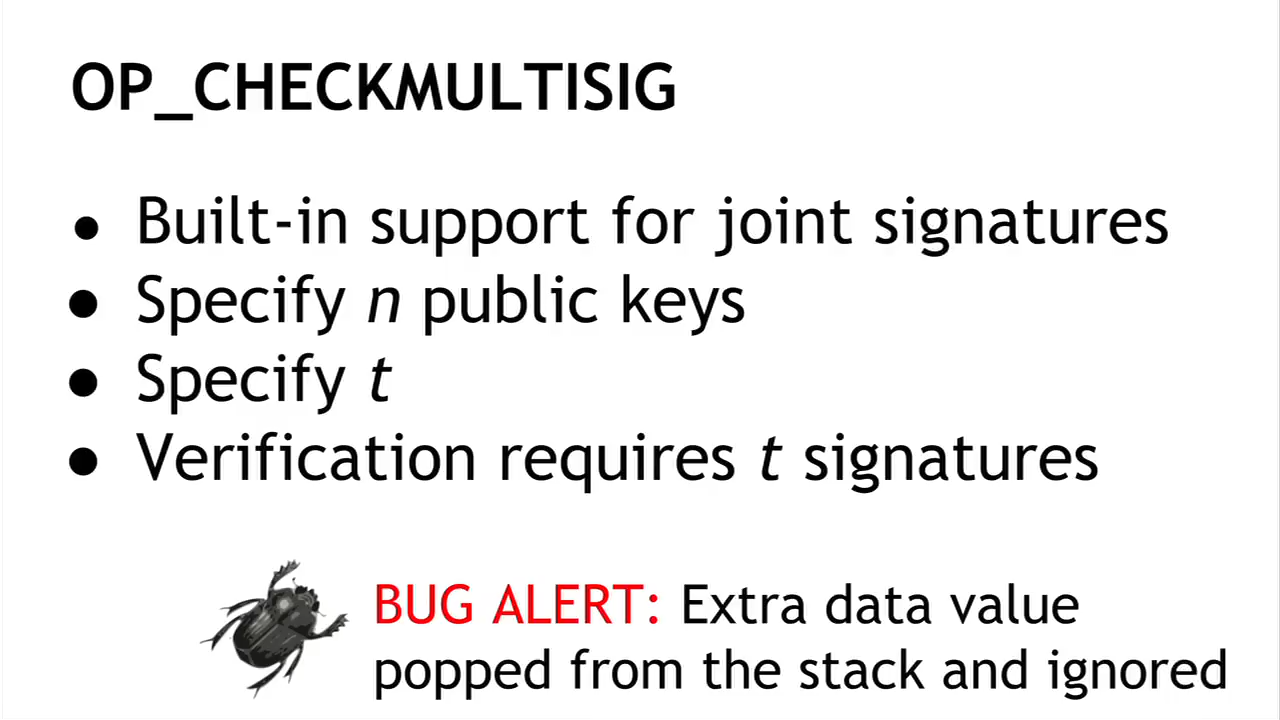 OP_CHECKMULTISIG
● Built-in support for joint signatures
● Specify n public keys
● Specify t
● Verification requires t signatures
BUG ALERT: Extra data value
popped from the stack and ignored